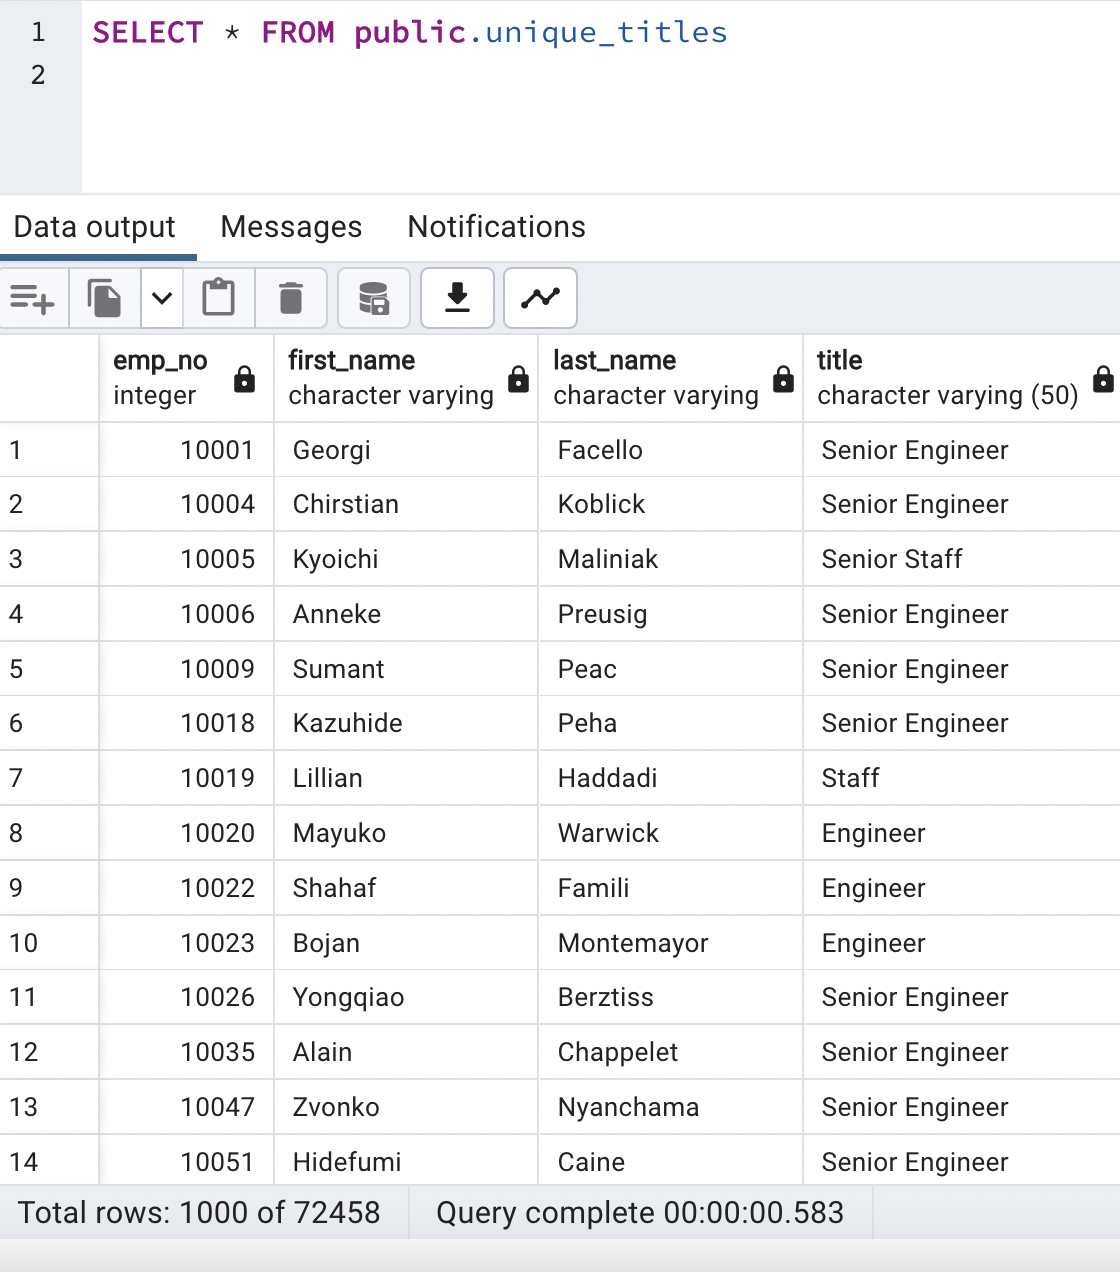 1 SELECT * FROM public.unique_titles
2
Data output Messages Notifications
emp_no first_name last_name title
integer character varying character varying character varying (50)
1 10001 Georgi Facello Senior Engineer
2 10004 Chirstian Koblick Senior Engineer
3 10005 Kyoichi Maliniak Senior Staff
4 10006 Anneke Preusig Senior Engineer
5 10009 Sumant Peac Senior Engineer
6 10018 Kazuhide Peha Senior Engineer
7 10019 Lillian Haddadi Staff
8 10020 Mayuko Warwick Engineer
9 10022 Shahaf Famili Engineer
10 10023 Bojan Montemayor Engineer
11 10026 Yongqiao Berztiss Senior Engineer
12 10035 Alain Chappelet Senior Engineer
13 10047 Zvonko Nyanchama Senior Engineer
14 10051 Hidefumi Caine Senior Engineer
Total rows: 1000 of 72458 Query complete 00:00:00.583